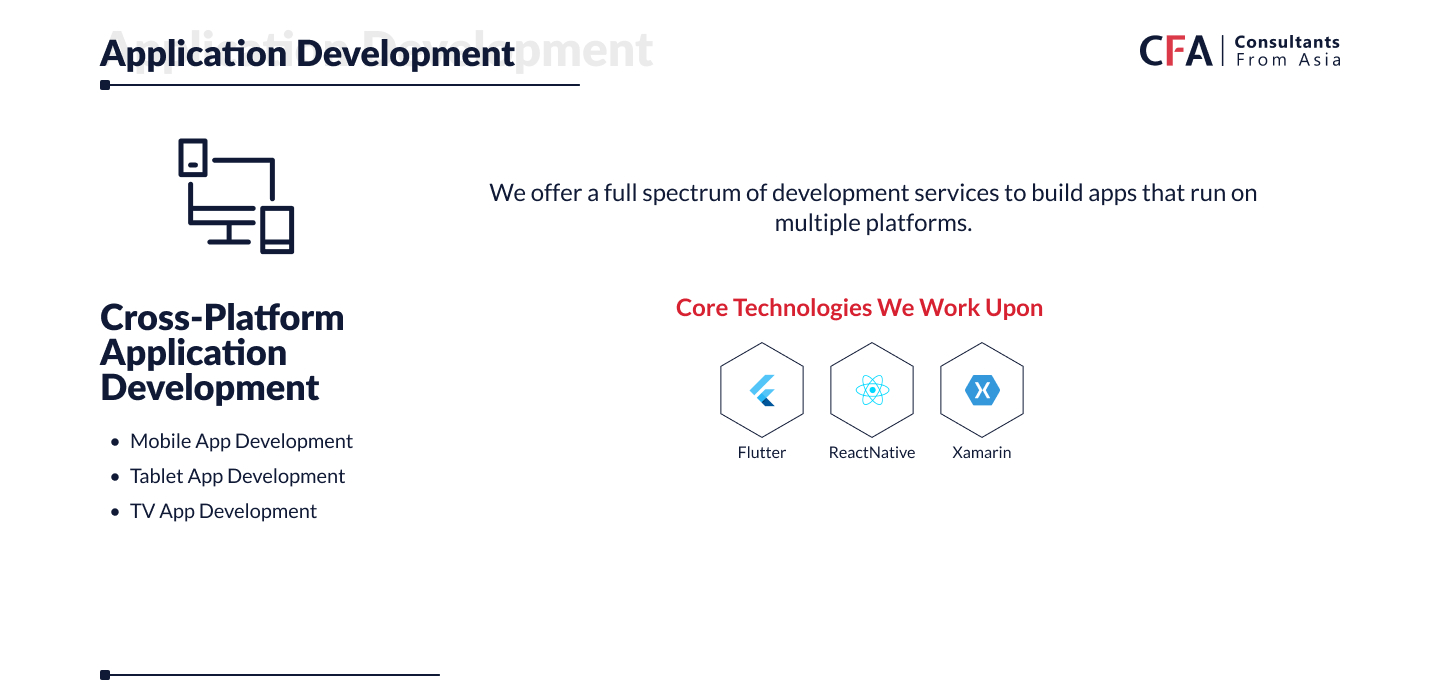 Application Development
Application Development
CFA
Consultants
From Asia
We offer a full spectrum of development services to build apps that run on
multiple platforms.
Cross-Platform
Application
Development
• Mobile App Development
• Tablet App Development
• TV App Development
Core Technologies We Work Upon
Flutter
ReactNative
Xamarin